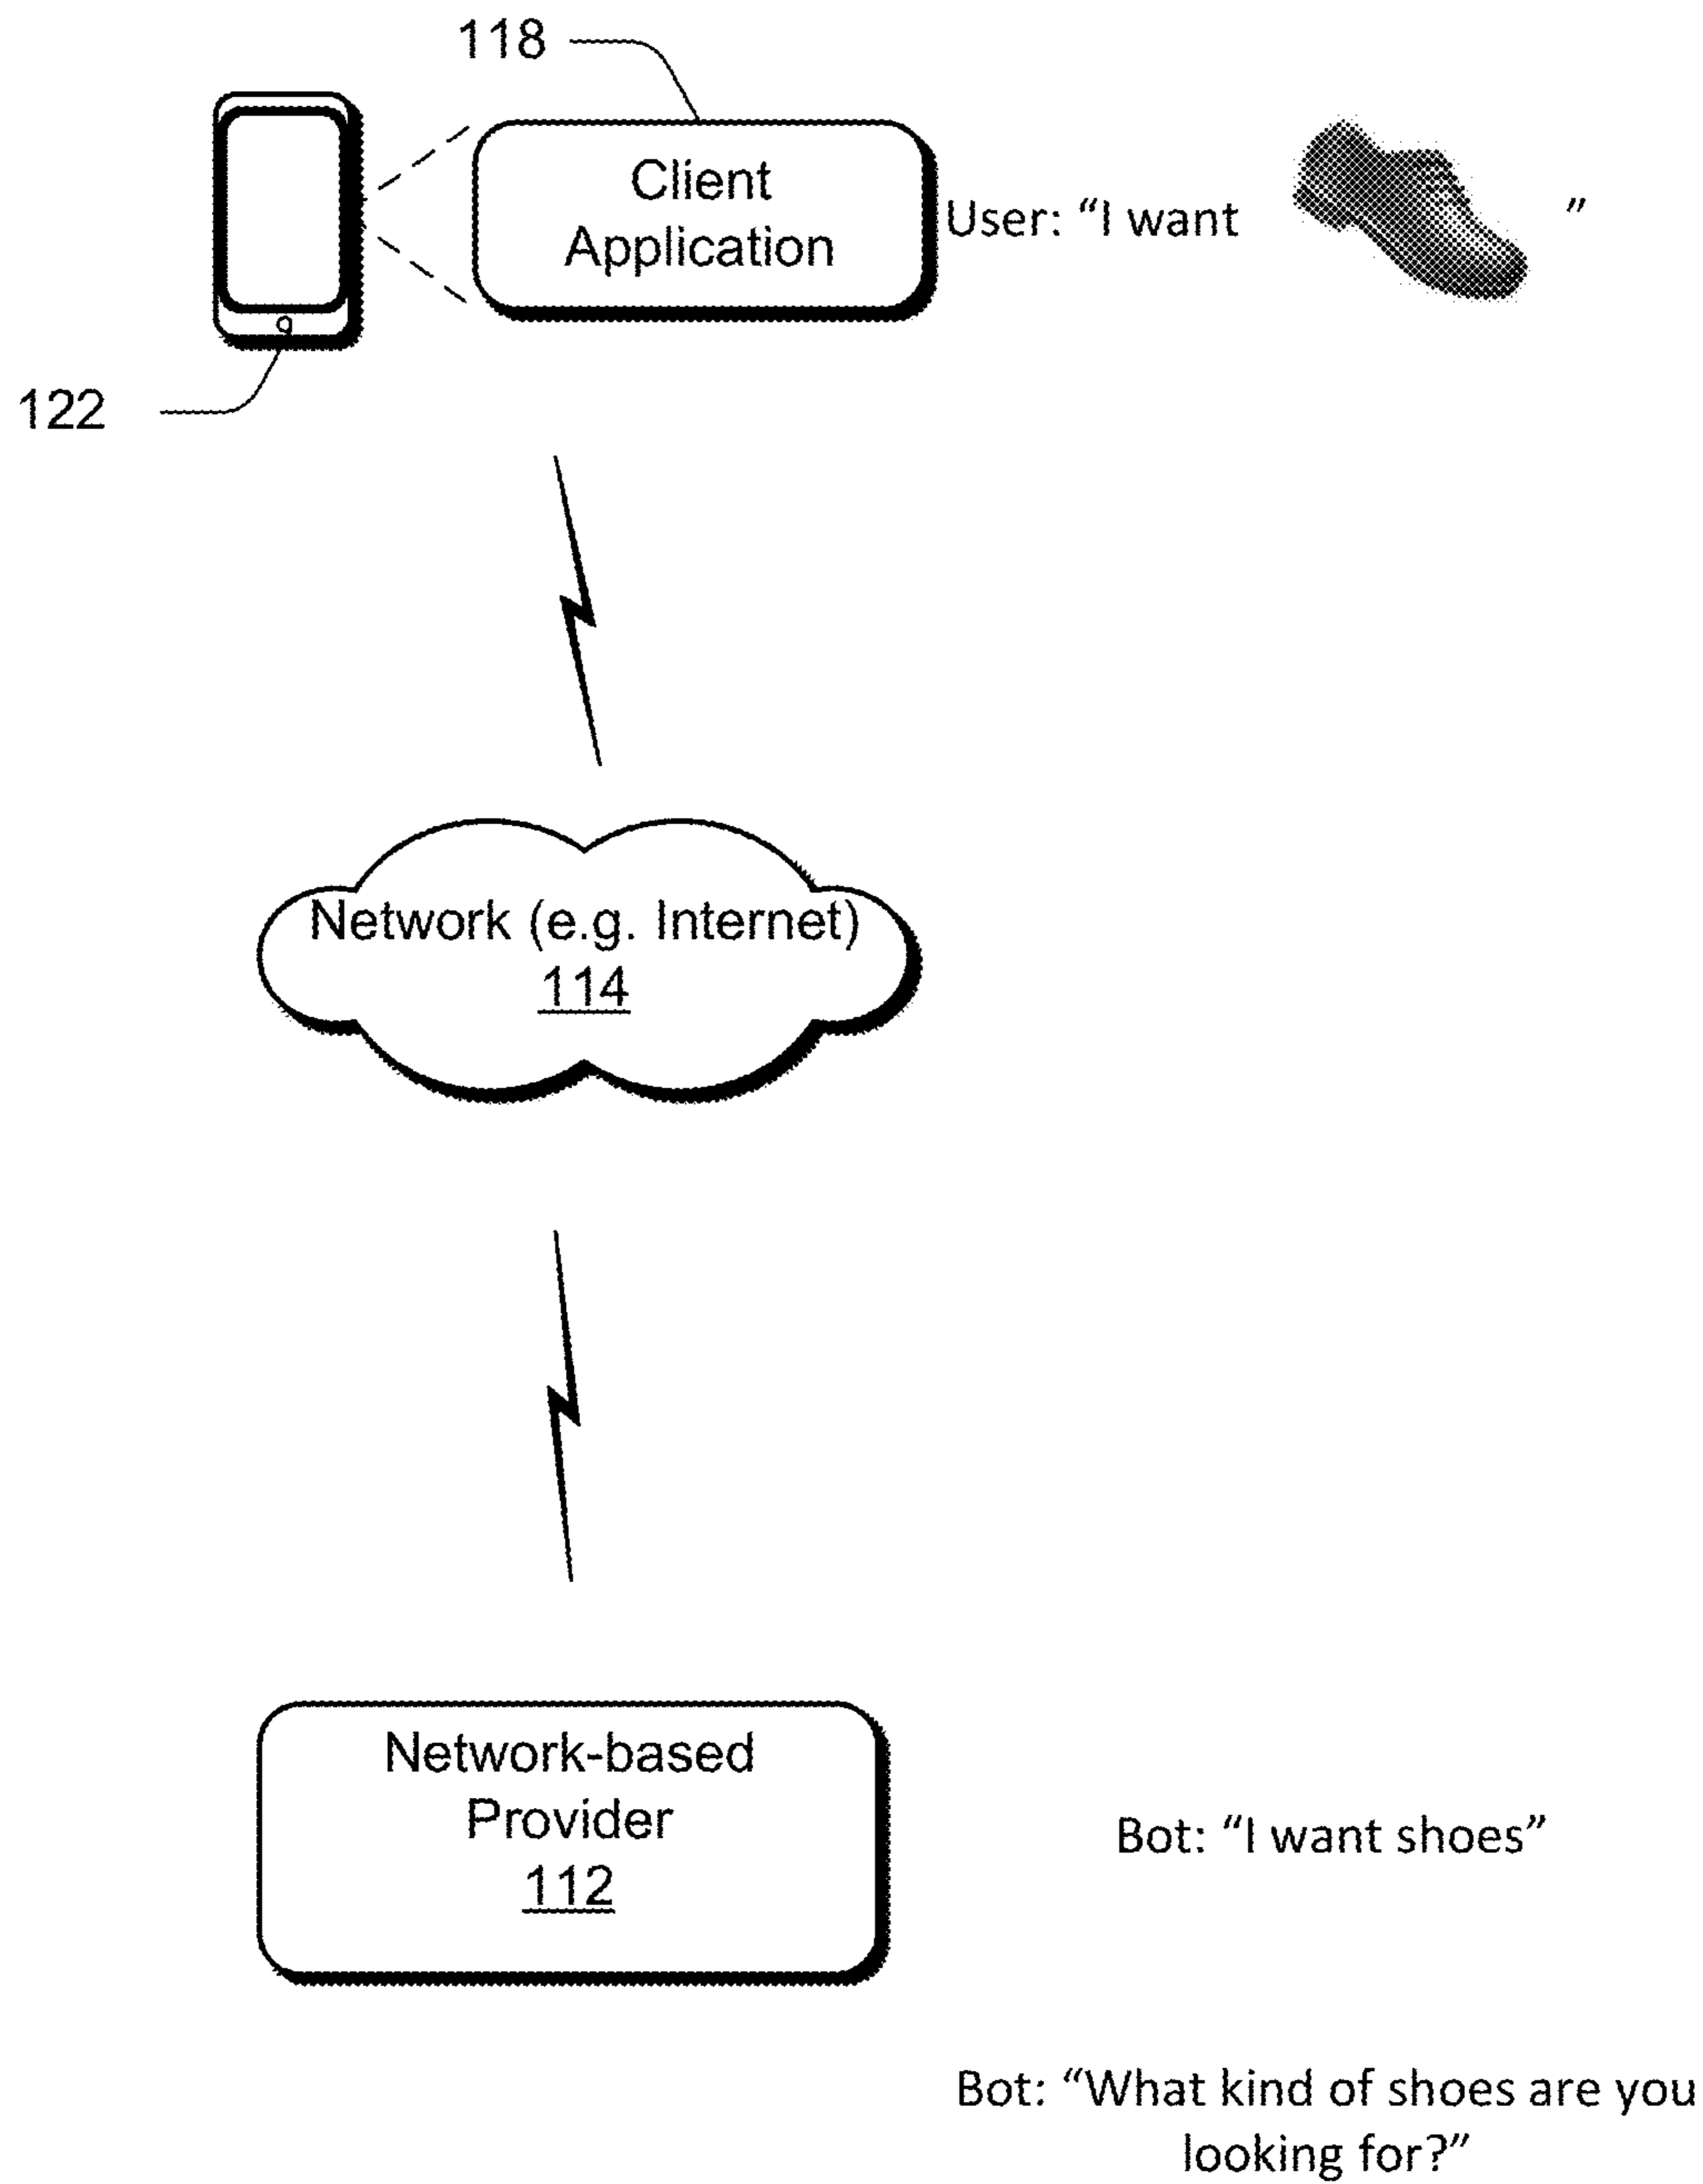 118
Client
Application
User: “I want ”
122
Network (e.g. Internet)
114
Network-based
Provider
112
Bot: “I want shoes”
Bot: “What kind of shoes are you
looking for?”